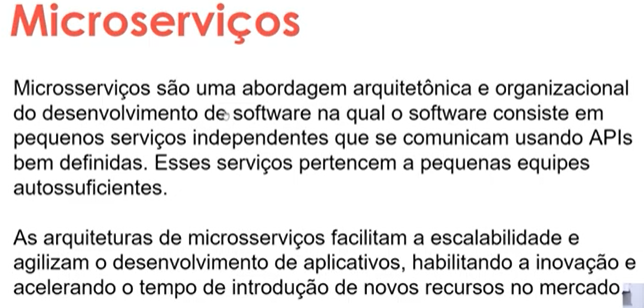 Microserviços
Microsserviços são uma abordagem arquitetônica e organizacional
do desenvolvimento de software na qual o software consiste em
pequenos serviços independentes que se comunicam usando APIs
bem definidas. Esses serviços pertencem a pequenas equipes
autossuficientes.
As arquiteturas de microsserviços facilitam a escalabilidade e
agilizam o desenvolvimento de aplicativos, habilitando a inovação e
acelerando o tempo de introdução de novos recursos no mercado.